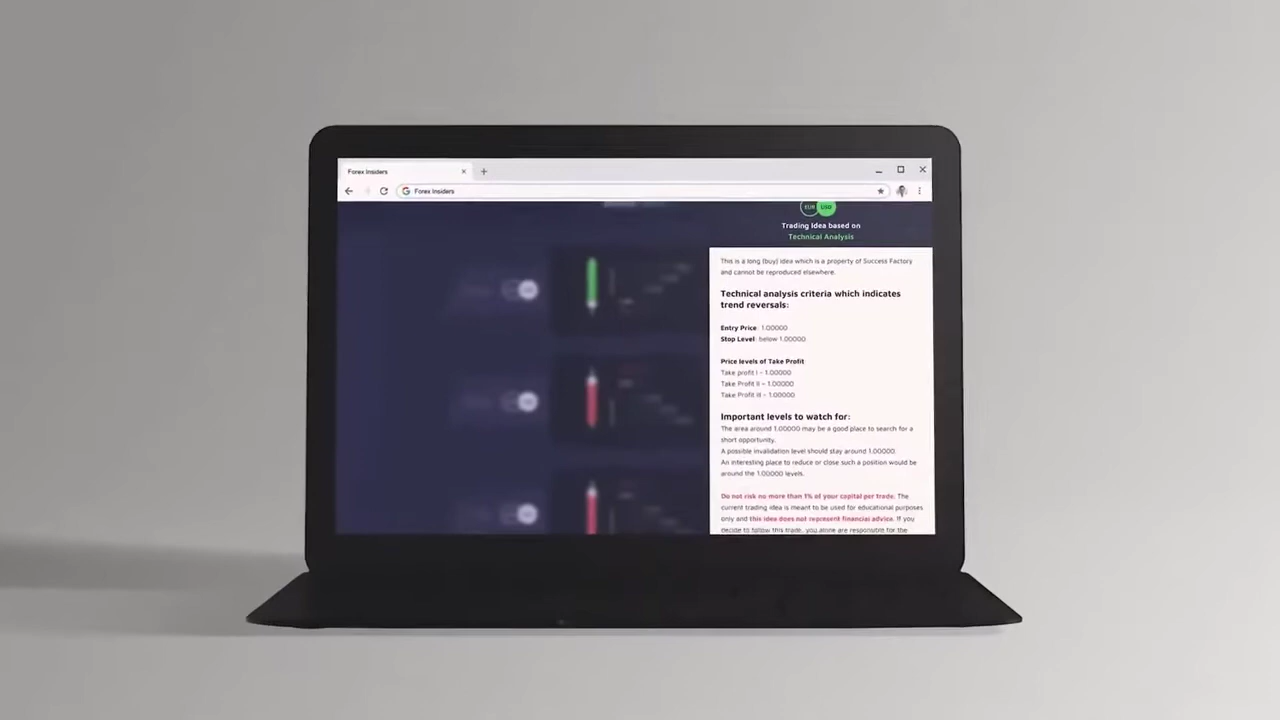 Forex Insiders
Forex Insiders
EUR USD
Trading Idea based on
Technical Analysis
This is a long (buy) idea which is a property of Success Factory
and cannot be reproduced elsewhere.
Technical analysis criteria which indicates
trend reversals:
Entry Price: 1.00000
Stop Level: below 1.00000
Price levels of Take Profit
Take profit I - 1.00000
Take Profit II - 1.00000
Take Profit III - 1.00000
Important levels to watch for:
The area around 1.00000 may be a good place to search for a
short opportunity.
A possible invalidation level should stay around 1.00000.
An interesting place to reduce or close such a position would be
around the 1.00000 levels.
Do not risk no more than 1% of your capital per trade. The
current trading idea is meant to be used for educational purposes
only and this idea does not represent financial advice. If you
decide to follow this trade, you alone are responsible for the